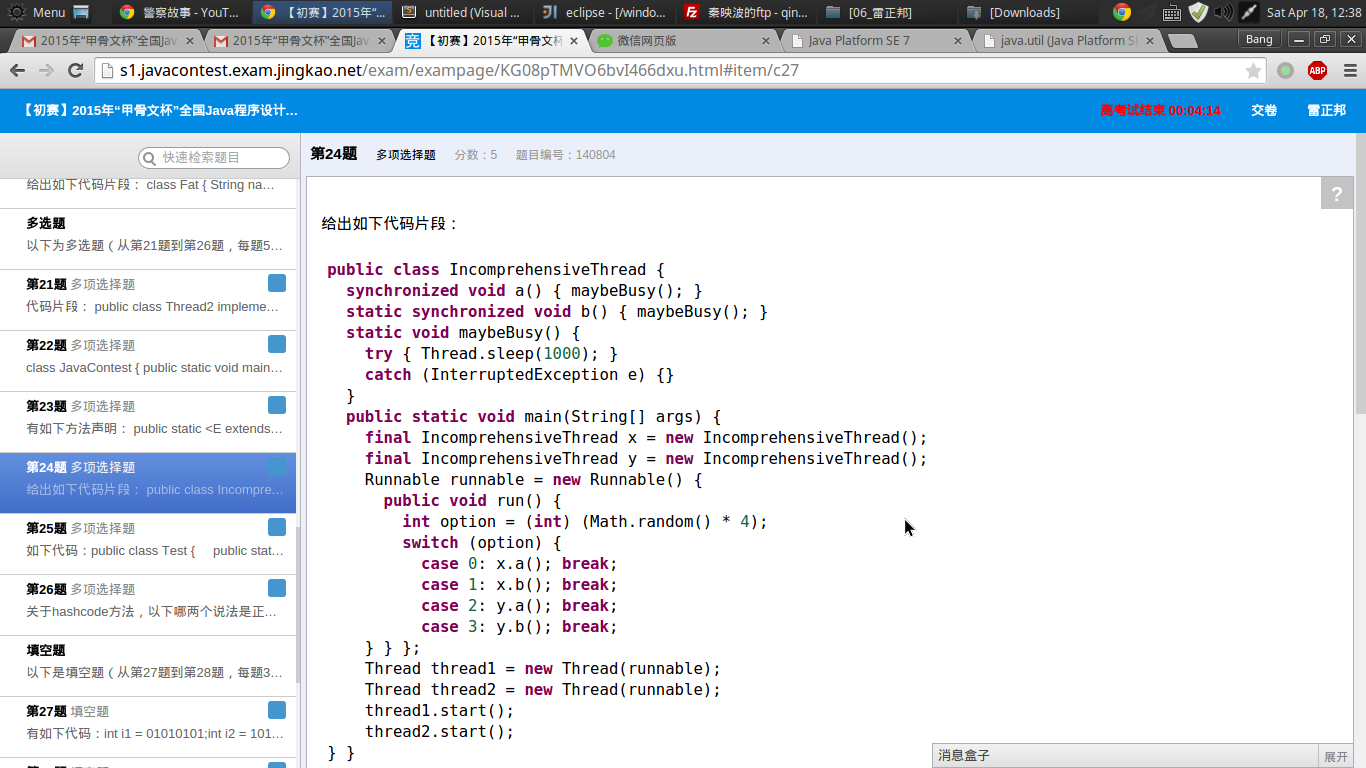 Menu
警察故事 - YouT...
【初赛】2015年“...
untitled (Visual ...
eclipse - [/windo...
秦映波的ftp - qin...
[06_雷正邦]
[Downloads]
Sat Apr 18, 12:38
2015年“甲骨文杯”全国Jav
2015年“甲骨文杯”全国Jav
【初赛】2015年“甲骨文杯
微信网页版
Java Platform SE 7
java.util (Java Platform SE
Bang
s1.javacontest.exam.jingkao.net/exam/exampage/KG08pTMVO6bvI466dxu.html#item/c27
ABP
【初赛】2015年“甲骨文杯”全国Java程序设计...
离考试结束 00:04:14
交卷
雷正邦
快速检索题目
给出如下代码片段： class Fat { String na...
多选题
以下为多选题（从第21题到第26题，每题5...
第21题 多项选择题
代码片段： public class Thread2 impleme...
第22题 多项选择题
class JavaContest { public static void main...
第23题 多项选择题
有如下方法声明： public static <E extends...
第24题 多项选择题
给出如下代码片段： public class Incompre...
第25题 多项选择题
如下代码：public class Test { public stat...
第26题 多项选择题
关于hashcode方法，以下哪两个说法是正...
填空题
以下是填空题（从第27题到第28题，每题3...
第27题 填空题
有如下代码：int i1 = 01010101;int i2 = 101...
第24题 多项选择题 分数：5 题目编号：140804
?
给出如下代码片段：
public class IncomprehensiveThread {
synchronized void a() { maybeBusy(); }
static synchronized void b() { maybeBusy(); }
static void maybeBusy() {
try { Thread.sleep(1000); }
catch (InterruptedException e) {}
}
public static void main(String[] args) {
final IncomprehensiveThread x = new IncomprehensiveThread();
final IncomprehensiveThread y = new IncomprehensiveThread();
Runnable runnable = new Runnable() {
public void run() {
int option = (int) (Math.random() * 4);
switch (option) {
case 0: x.a(); break;
case 1: x.b(); break;
case 2: y.a(); break;
case 3: y.b(); break;
} } };
Thread thread1 = new Thread(runnable);
Thread thread2 = new Thread(runnable);
thread1.start();
thread2.start();
} }
消息盒子
展开